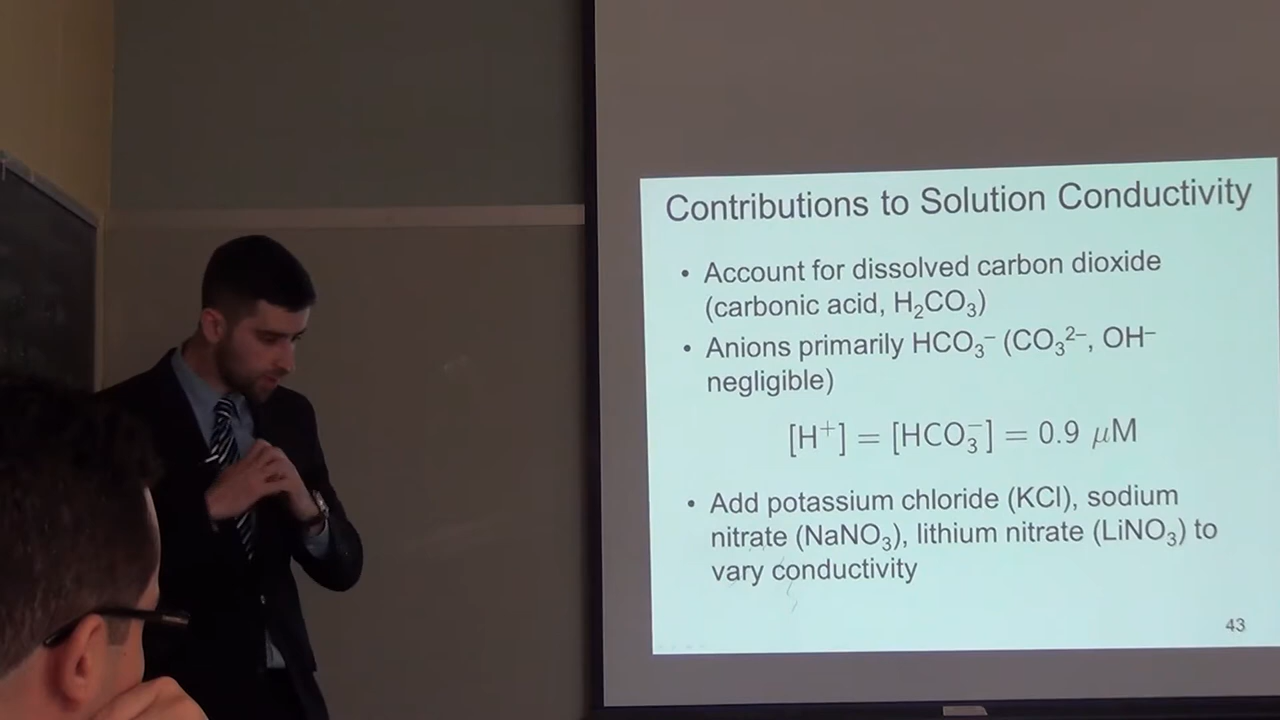 Contributions to Solution Conductivity
• Account for dissolved carbon dioxide
(carbonic acid, H₂CO₃)
• Anions primarily HCO₃⁻ (CO₃²⁻, OH⁻
negligible)
[H⁺] = [HCO₃⁻] = 0.9 μM
• Add potassium chloride (KCl), sodium
nitrate (NaNO₃), lithium nitrate (LiNO₃) to
vary conductivity
43